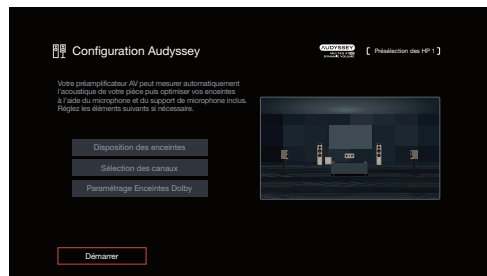 Configuration Audyssey
AUDYSSEY
DYNAMIC VOLUME
[ Présélection des HP 1 ]
Votre préamplificateur AV peut mesurer automatiquement
l'acoustique de votre pièce puis optimiser vos enceintes
à l'aide du microphone et du support de microphone inclus.
Réglez les éléments suivants si nécessaire.
Disposition des enceintes
Sélection des canaux
Paramétrage Enceintes Dolby
Démarrer